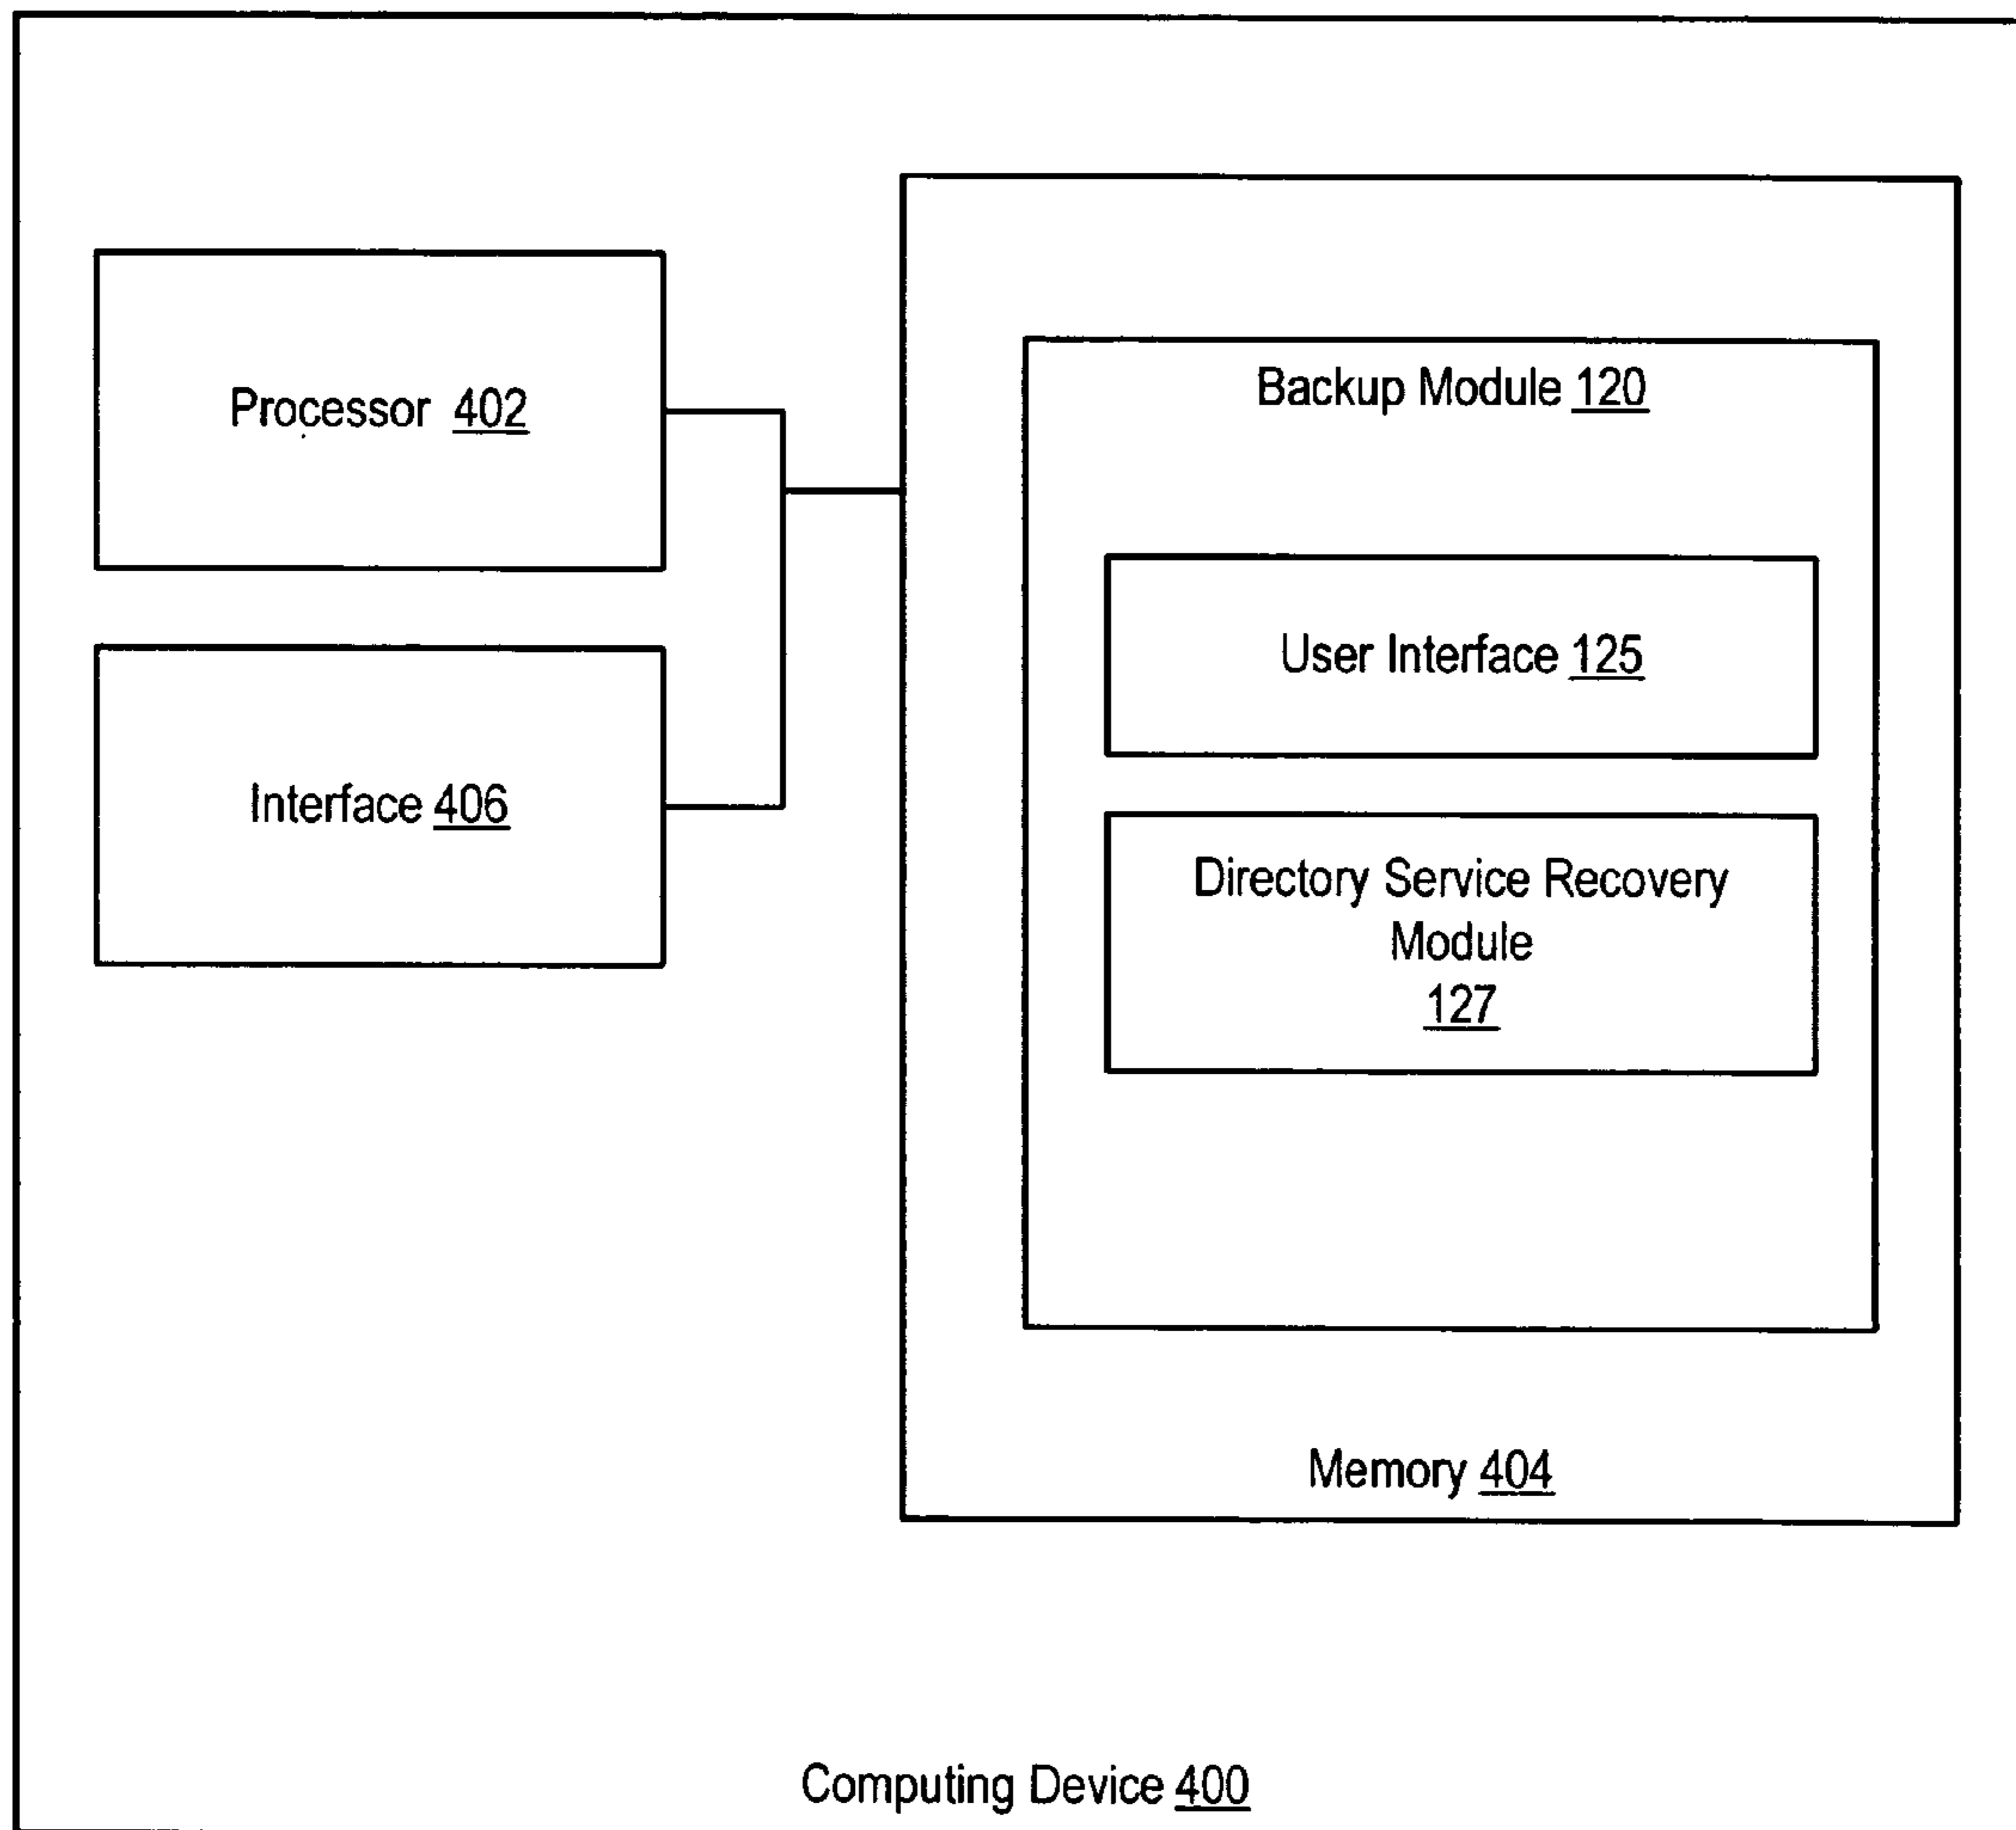 Processor 402
Interface 406
Backup Module 120
User Interface 125
Directory Service Recovery
Module
127
Memory 404
Computing Device 400